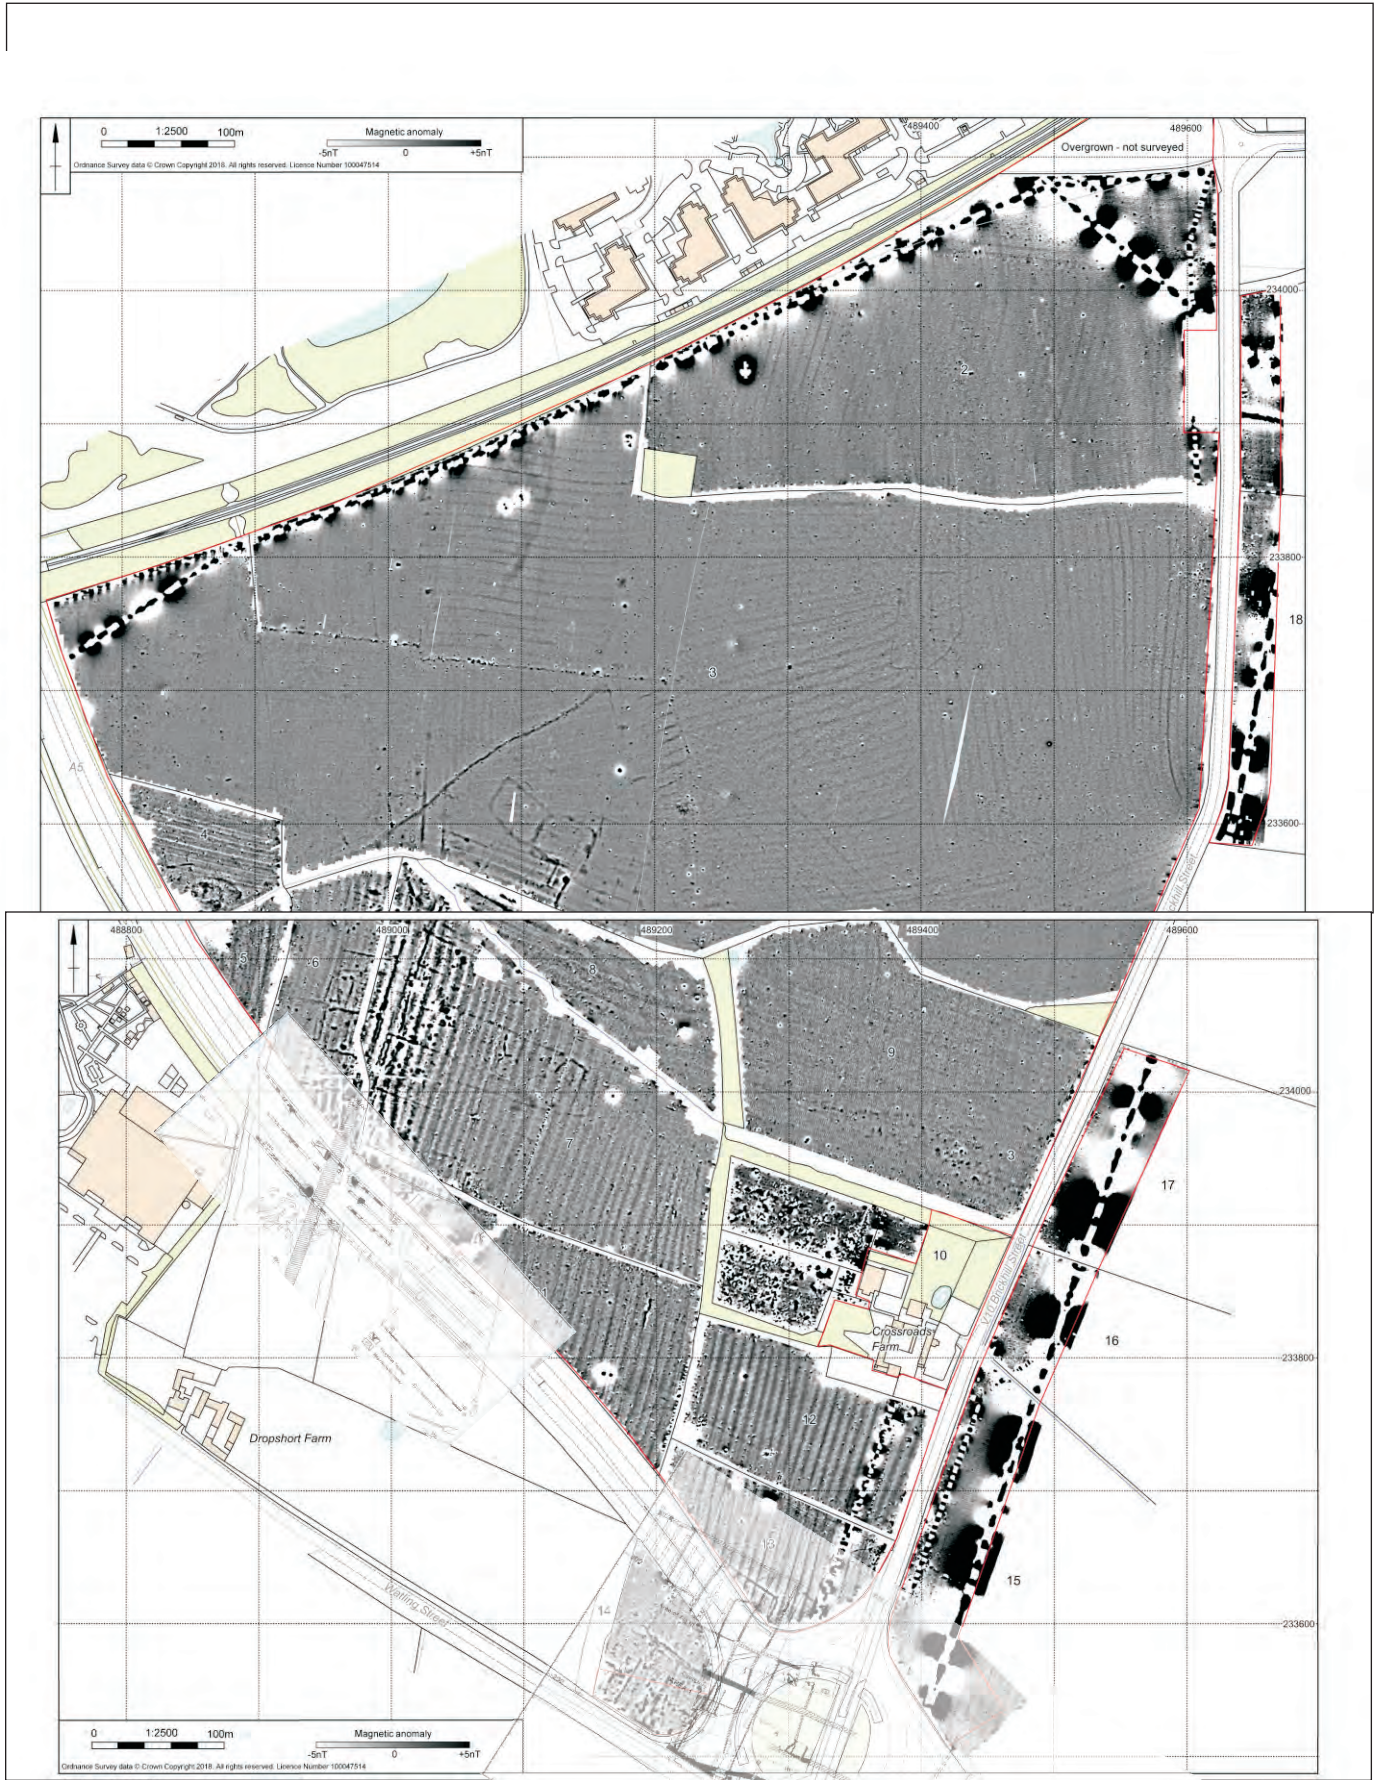 0 1:2500 100m
Magnetic anomaly
-5nT 0 +5nT
Ordnance Survey data © Crown Copyright 2018. All rights reserved. Licence Number 100047514
489400
489600
Overgrown - not surveyed
234000
2
233800
18
3
1
A5
4
233600
488800
489000
489200
489400
489600
5
6
8
9
234000
7
3
17
10
V10 Brickhill Street
Crossroads
Farm
16
233800
12
Dropshort Farm
13
15
14
Watling Street
233600
0 1:2500 100m
Magnetic anomaly
-5nT 0 +5nT
Ordnance Survey data © Crown Copyright 2018. All rights reserved. Licence Number 100047514